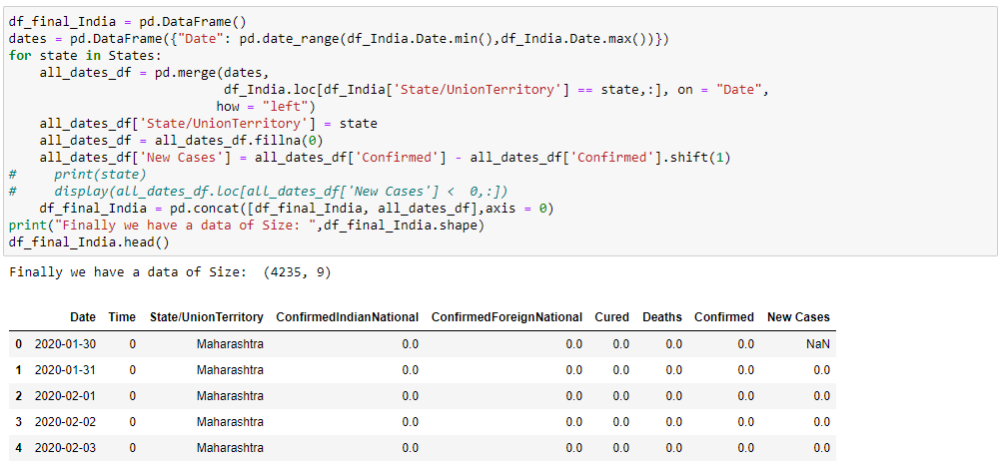 df_final_India = pd.DataFrame()
dates = pd.DataFrame({"Date": pd.date_range(df_India.Date.min(),df_India.Date.max())})
for state in States:
    all_dates_df = pd.merge(dates,
                            df_India.loc[df_India['State/UnionTerritory'] == state,:], on = "Date",
                           how = "left")
    all_dates_df['State/UnionTerritory'] = state
    all_dates_df = all_dates_df.fillna(0)
    all_dates_df['New Cases'] = all_dates_df['Confirmed'] - all_dates_df['Confirmed'].shift(1)
#     print(state)
#     display(all_dates_df.loc[all_dates_df['New Cases'] <  0,:])
    df_final_India = pd.concat([df_final_India, all_dates_df],axis = 0)
print("Finally we have a data of Size: ",df_final_India.shape)
df_final_India.head()
Finally we have a data of Size:  (4235, 9)
Date Time State/UnionTerritory ConfirmedIndianNational ConfirmedForeignNational Cured Deaths Confirmed New Cases
0 2020-01-30 0 Maharashtra 0.0 0.0 0.0 0.0 0.0 NaN
1 2020-01-31 0 Maharashtra 0.0 0.0 0.0 0.0 0.0 0.0
2 2020-02-01 0 Maharashtra 0.0 0.0 0.0 0.0 0.0 0.0
3 2020-02-02 0 Maharashtra 0.0 0.0 0.0 0.0 0.0 0.0
4 2020-02-03 0 Maharashtra 0.0 0.0 0.0 0.0 0.0 0.0